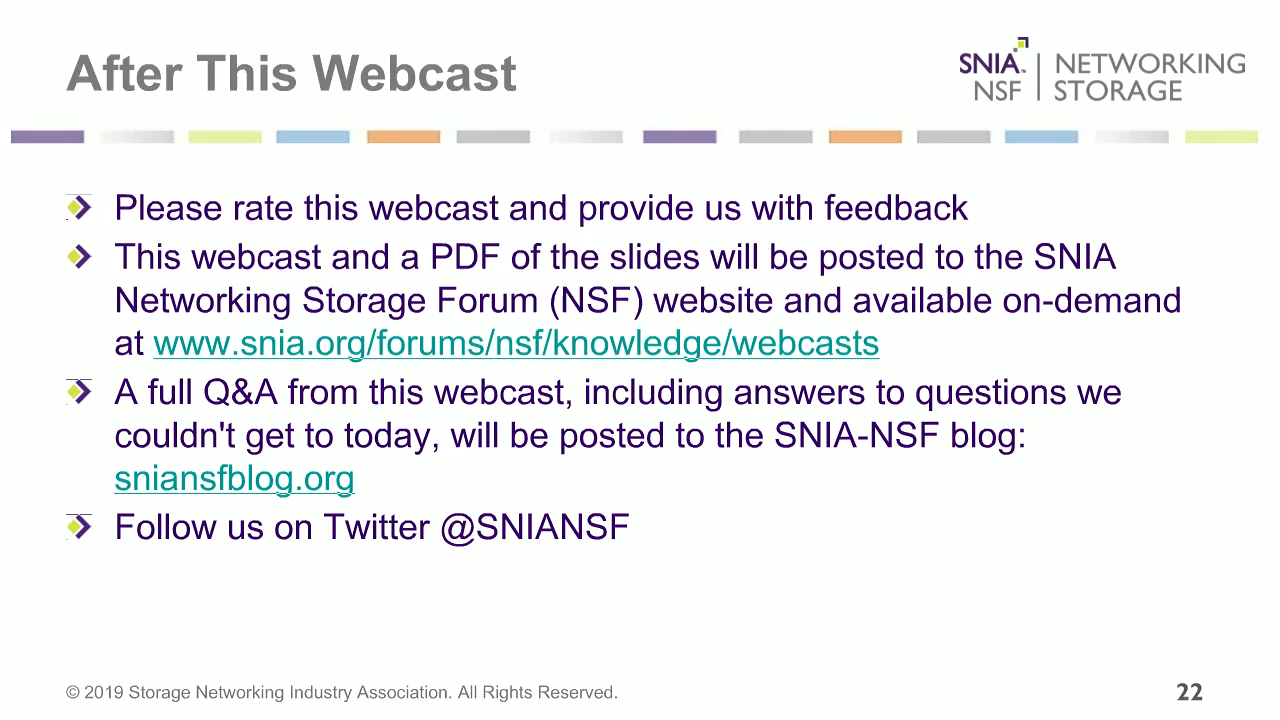 After This Webcast
SNIA™ NSF | NETWORKING STORAGE
Please rate this webcast and provide us with feedback
This webcast and a PDF of the slides will be posted to the SNIA
Networking Storage Forum (NSF) website and available on-demand
at www.snia.org/forums/nsf/knowledge/webcasts
A full Q&A from this webcast, including answers to questions we
couldn't get to today, will be posted to the SNIA-NSF blog:
sniansfblog.org
Follow us on Twitter @SNIANSF
© 2019 Storage Networking Industry Association. All Rights Reserved.
22